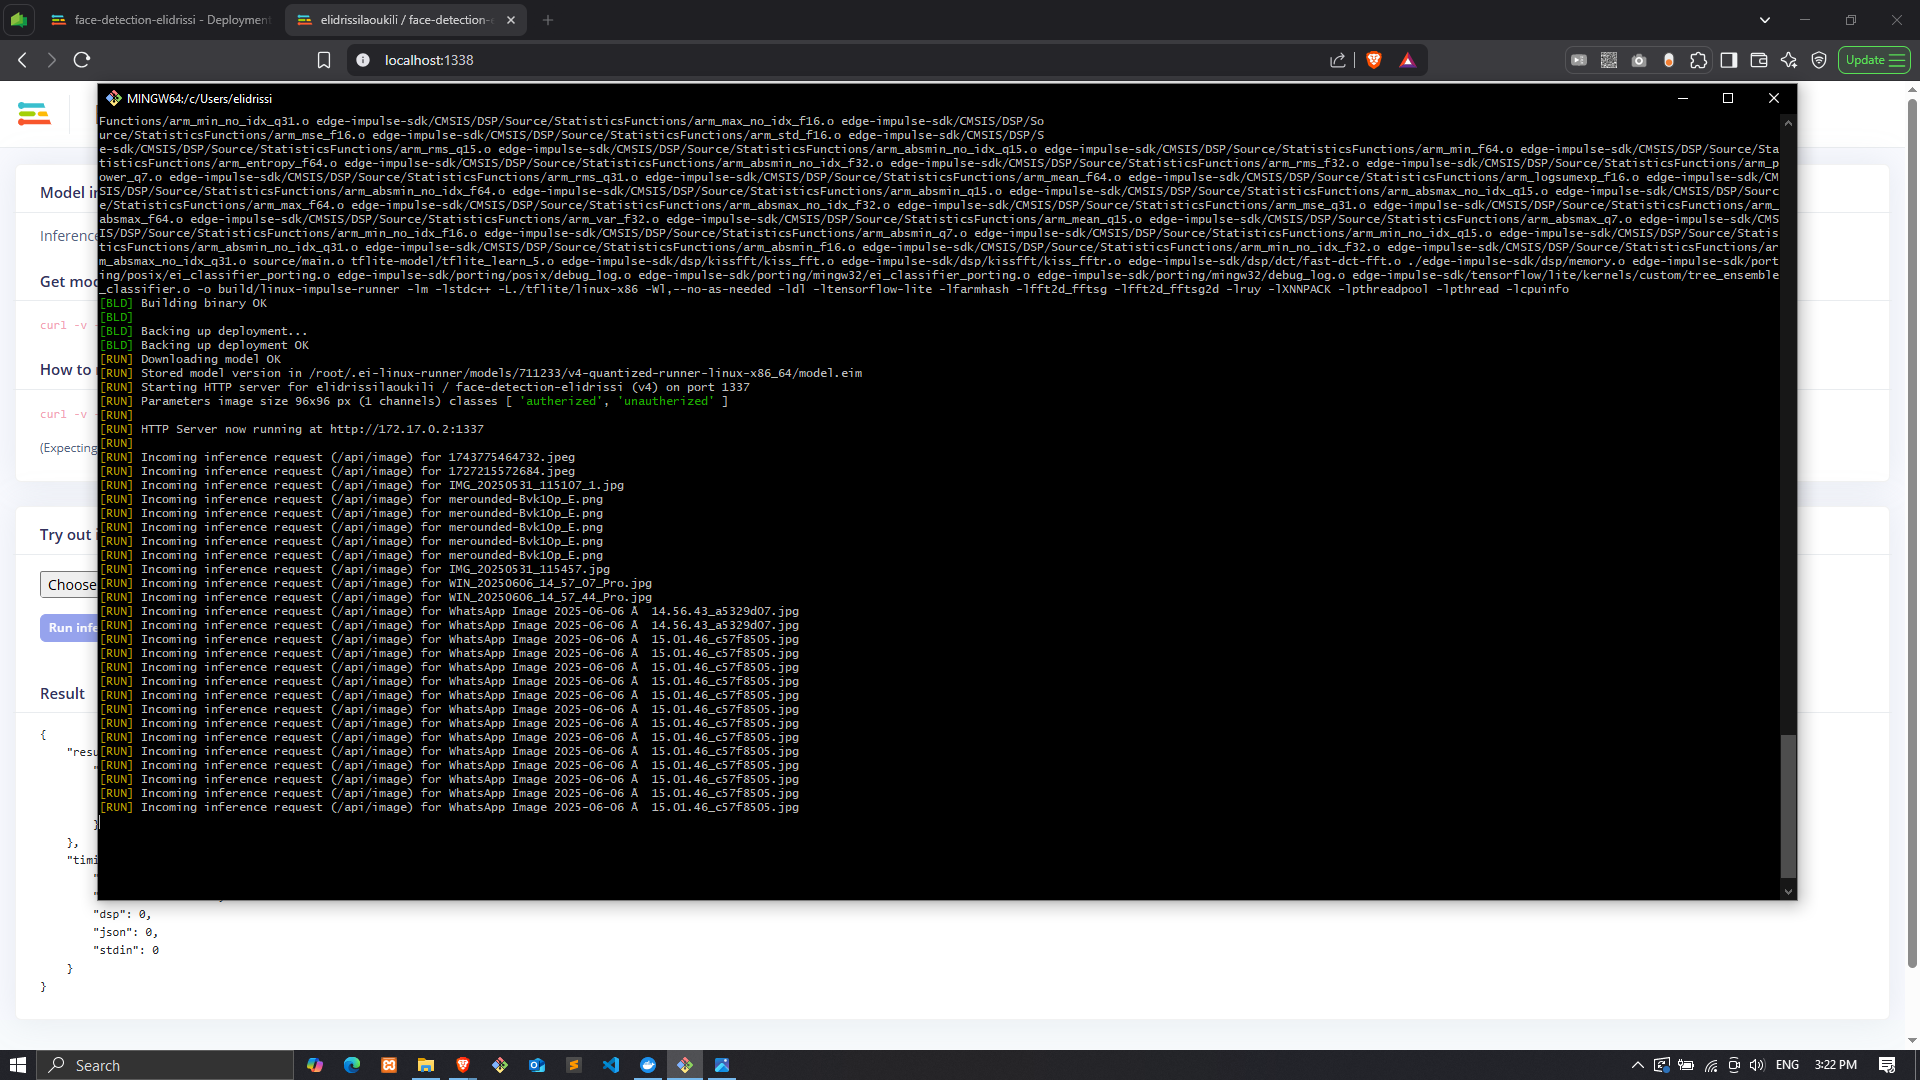 face-detection-elidrissi - Deployment
elidrissilaoukili / face-detection-e
localhost:1338
Update
MINGW64:/c/Users/elidrissi
Functions/arm_min_no_idx_q31.o edge-impulse-sdk/CMSIS/DSP/Source/StatisticsFunctions/arm_max_no_idx_f16.o edge-impulse-sdk/CMSIS/DSP/So
urce/StatisticsFunctions/arm_mse_f16.o edge-impulse-sdk/CMSIS/DSP/Source/StatisticsFunctions/arm_std_f16.o edge-impulse-sdk/CMSIS/DSP/S
e-sdk/CMSIS/DSP/Source/StatisticsFunctions/arm_rms_q15.o edge-impulse-sdk/CMSIS/DSP/Source/StatisticsFunctions/arm_absmin_no_idx_q15.o edge-impulse-sdk/CMSIS/DSP/Source/StatisticsFunctions/arm_min_f64.o edge-impulse-sdk/CMSIS/DSP/Source/Sta
tisticsFunctions/arm_entropy_f64.o edge-impulse-sdk/CMSIS/DSP/Source/StatisticsFunctions/arm_absmin_no_idx_f32.o edge-impulse-sdk/CMSIS/DSP/Source/StatisticsFunctions/arm_rms_f32.o edge-impulse-sdk/CMSIS/DSP/Source/StatisticsFunctions/arm_p
ower_q7.o edge-impulse-sdk/CMSIS/DSP/Source/StatisticsFunctions/arm_rms_q31.o edge-impulse-sdk/CMSIS/DSP/Source/StatisticsFunctions/arm_mean_f64.o edge-impulse-sdk/CMSIS/DSP/Source/StatisticsFunctions/arm_logsumexp_f16.o edge-impulse-sdk/CM
SIS/DSP/Source/StatisticsFunctions/arm_absmin_no_idx_f64.o edge-impulse-sdk/CMSIS/DSP/Source/StatisticsFunctions/arm_absmin_q15.o edge-impulse-sdk/CMSIS/DSP/Source/StatisticsFunctions/arm_absmax_no_idx_q15.o edge-impulse-sdk/CMSIS/DSP/Sourc
e/StatisticsFunctions/arm_max_f64.o edge-impulse-sdk/CMSIS/DSP/Source/StatisticsFunctions/arm_absmax_no_idx_f32.o edge-impulse-sdk/CMSIS/DSP/Source/StatisticsFunctions/arm_mse_q31.o edge-impulse-sdk/CMSIS/DSP/Source/StatisticsFunctions/arm_
absmax_f64.o edge-impulse-sdk/CMSIS/DSP/Source/StatisticsFunctions/arm_var_f32.o edge-impulse-sdk/CMSIS/DSP/Source/StatisticsFunctions/arm_mean_q15.o edge-impulse-sdk/CMSIS/DSP/Source/StatisticsFunctions/arm_absmax_q7.o edge-impulse-sdk/CMS
IS/DSP/Source/StatisticsFunctions/arm_min_no_idx_f16.o edge-impulse-sdk/CMSIS/DSP/Source/StatisticsFunctions/arm_absmin_q7.o edge-impulse-sdk/CMSIS/DSP/Source/StatisticsFunctions/arm_min_no_idx_q15.o edge-impulse-sdk/CMSIS/DSP/Source/Statis
ticsFunctions/arm_absmin_no_idx_q31.o edge-impulse-sdk/CMSIS/DSP/Source/StatisticsFunctions/arm_absmin_f16.o edge-impulse-sdk/CMSIS/DSP/Source/StatisticsFunctions/arm_min_no_idx_f32.o edge-impulse-sdk/CMSIS/DSP/Source/StatisticsFunctions/ar
m_absmax_no_idx_q31.o source/main.o tflite-model/tflite_learn_5.o edge-impulse-sdk/dsp/kissfft/kiss_fft.o edge-impulse-sdk/dsp/kissfft/kiss_fftr.o edge-impulse-sdk/dsp/dct/fast-dct-fft.o ./edge-impulse-sdk/dsp/memory.o edge-impulse-sdk/port
ing/posix/ei_classifier_porting.o edge-impulse-sdk/porting/posix/debug_log.o edge-impulse-sdk/porting/mingw32/ei_classifier_porting.o edge-impulse-sdk/porting/mingw32/debug_log.o edge-impulse-sdk/tensorflow/lite/kernels/custom/tree_ensemble
_classifier.o -o build/linux-impulse-runner -lm -lstdc++ -L./tflite/linux-x86 -Wl,--no-as-needed -ldl -ltensorflow-lite -lfarmhash -lfft2d_fftsg -lfft2d_fftsg2d -lruy -lXNNPACK -lpthreadpool -lpthread -lcpuinfo
[BLD] Building binary OK
[BLD]
[BLD] Backing up deployment...
[BLD] Backing up deployment OK
[RUN] Downloading model OK
[RUN] Stored model version in /root/.ei-linux-runner/models/711233/v4-quantized-runner-linux-x86_64/model.eim
[RUN] Starting HTTP server for elidrissilaoukili / face-detection-elidrissi (v4) on port 1337
[RUN] Parameters image size 96x96 px (1 channels) classes [ 'autherized', 'unautherized' ]
[RUN]
[RUN] HTTP Server now running at http://172.17.0.2:1337
[RUN]
[RUN] Incoming inference request (/api/image) for 1743775464732.jpeg
[RUN] Incoming inference request (/api/image) for 1727215572684.jpeg
[RUN] Incoming inference request (/api/image) for IMG_20250531_115107_1.jpg
[RUN] Incoming inference request (/api/image) for merounded-Bvk1Op_E.png
[RUN] Incoming inference request (/api/image) for merounded-Bvk1Op_E.png
[RUN] Incoming inference request (/api/image) for merounded-Bvk1Op_E.png
[RUN] Incoming inference request (/api/image) for merounded-Bvk1Op_E.png
[RUN] Incoming inference request (/api/image) for merounded-Bvk1Op_E.png
[RUN] Incoming inference request (/api/image) for IMG_20250531_115457.jpg
[RUN] Incoming inference request (/api/image) for WIN_20250606_14_57_07_Pro.jpg
[RUN] Incoming inference request (/api/image) for WIN_20250606_14_57_44_Pro.jpg
[RUN] Incoming inference request (/api/image) for WhatsApp Image 2025-06-06 Ã  14.56.43_a5329d07.jpg
[RUN] Incoming inference request (/api/image) for WhatsApp Image 2025-06-06 Ã  14.56.43_a5329d07.jpg
[RUN] Incoming inference request (/api/image) for WhatsApp Image 2025-06-06 Ã  15.01.46_c57f8505.jpg
[RUN] Incoming inference request (/api/image) for WhatsApp Image 2025-06-06 Ã  15.01.46_c57f8505.jpg
[RUN] Incoming inference request (/api/image) for WhatsApp Image 2025-06-06 Ã  15.01.46_c57f8505.jpg
[RUN] Incoming inference request (/api/image) for WhatsApp Image 2025-06-06 Ã  15.01.46_c57f8505.jpg
[RUN] Incoming inference request (/api/image) for WhatsApp Image 2025-06-06 Ã  15.01.46_c57f8505.jpg
[RUN] Incoming inference request (/api/image) for WhatsApp Image 2025-06-06 Ã  15.01.46_c57f8505.jpg
[RUN] Incoming inference request (/api/image) for WhatsApp Image 2025-06-06 Ã  15.01.46_c57f8505.jpg
[RUN] Incoming inference request (/api/image) for WhatsApp Image 2025-06-06 Ã  15.01.46_c57f8505.jpg
[RUN] Incoming inference request (/api/image) for WhatsApp Image 2025-06-06 Ã  15.01.46_c57f8505.jpg
[RUN] Incoming inference request (/api/image) for WhatsApp Image 2025-06-06 Ã  15.01.46_c57f8505.jpg
[RUN] Incoming inference request (/api/image) for WhatsApp Image 2025-06-06 Ã  15.01.46_c57f8505.jpg
[RUN] Incoming inference request (/api/image) for WhatsApp Image 2025-06-06 Ã  15.01.46_c57f8505.jpg
[RUN] Incoming inference request (/api/image) for WhatsApp Image 2025-06-06 Ã  15.01.46_c57f8505.jpg
Model in
Inference
Get mod
curl -v
How to
curl -v
(Expecting
Try out i
Choose
Run infe
Result
{
"resu
"
}
},
"timi
"
"
"dsp": 0,
"json": 0,
"stdin": 0
}
}
Search
ENG
3:22 PM